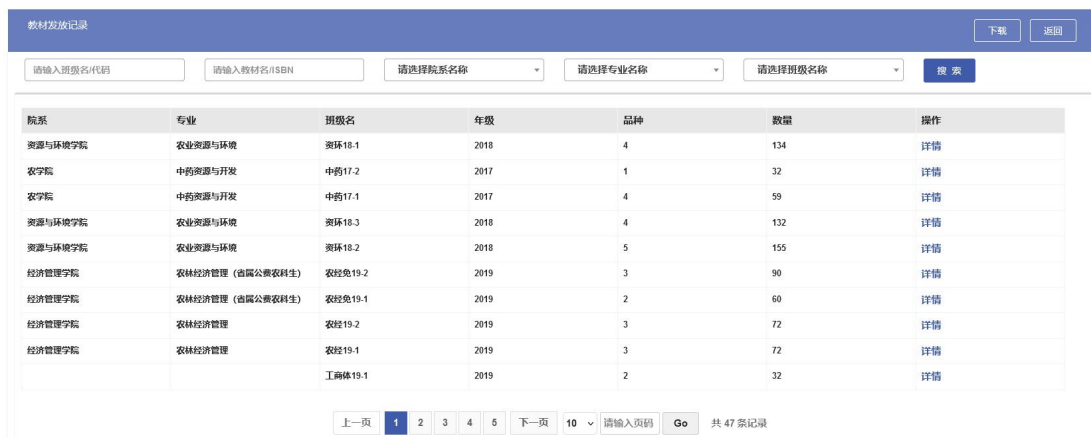 教材发放记录 下载 返回
请输入班级名/代码 请输入教材名/ISBN 请选择院系名称 请选择专业名称 请选择班级名称 搜 索
院系 专业 班级名 年级 品种 数量 操作
资源与环境学院 农业资源与环境 资环18-1 2018 4 134 详情
农学院 中药资源与开发 中药17-2 2017 1 32 详情
农学院 中药资源与开发 中药17-1 2017 4 59 详情
资源与环境学院 农业资源与环境 资环18-3 2018 4 132 详情
资源与环境学院 农业资源与环境 资环18-2 2018 5 155 详情
经济管理学院 农林经济管理（省属公费农科生） 农经免19-2 2019 3 90 详情
经济管理学院 农林经济管理（省属公费农科生） 农经免19-1 2019 2 60 详情
经济管理学院 农林经济管理 农经19-2 2019 3 72 详情
经济管理学院 农林经济管理 农经19-1 2019 3 72 详情
工商体19-1 2019 2 32 详情
上一页 1 2 3 4 5 下一页 10 请输入页码 Go 共 47 条记录